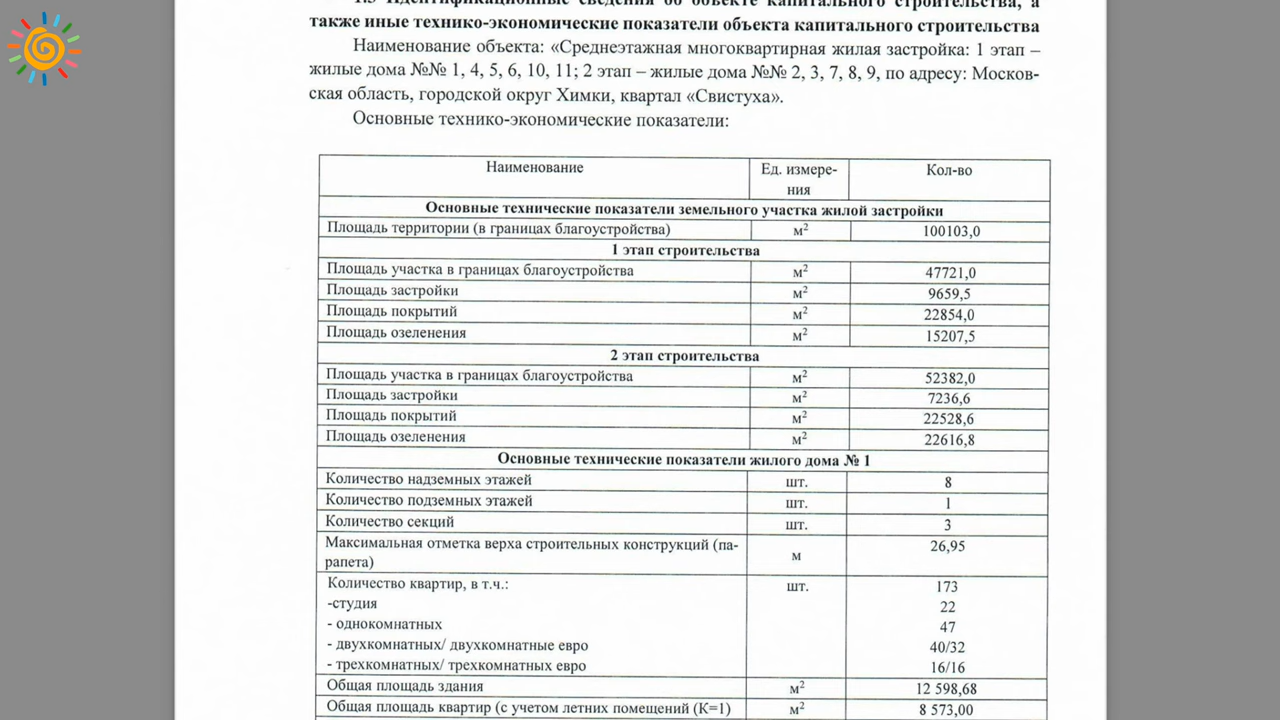 1.3 Идентификационные сведения об объекте капитального строительства, а
также иные технико-экономические показатели объекта капитального строительства
Наименование объекта: «Среднеэтажная многоквартирная жилая застройка: 1 этап –
жилые дома №№ 1, 4, 5, 6, 10, 11; 2 этап – жилые дома №№ 2, 3, 7, 8, 9, по адресу: Москов-
ская область, городской округ Химки, квартал «Свистуха».
Основные технико-экономические показатели:
Наименование Ед. измере- Кол-во
ния
Основные технические показатели земельного участка жилой застройки
Площадь территории (в границах благоустройства) м² 100103,0
1 этап строительства
Площадь участка в границах благоустройства м² 47721,0
Площадь застройки м² 9659,5
Площадь покрытий м² 22854,0
Площадь озеленения м² 15207,5
2 этап строительства
Площадь участка в границах благоустройства м² 52382,0
Площадь застройки м² 7236,6
Площадь покрытий м² 22528,6
Площадь озеленения м² 22616,8
Основные технические показатели жилого дома № 1
Количество надземных этажей шт. 8
Количество подземных этажей шт. 1
Количество секций шт. 3
Максимальная отметка верха строительных конструкций (па- м 26,95
рапета)
Количество квартир, в т.ч.: шт. 173
-студия 22
- однокомнатных 47
- двухкомнатных/ двухкомнатные евро 40/32
- трехкомнатных/ трехкомнатных евро 16/16
Общая площадь здания м² 12 598,68
Общая площадь квартир (с учетом летних помещений (К=1) м² 8 573,00